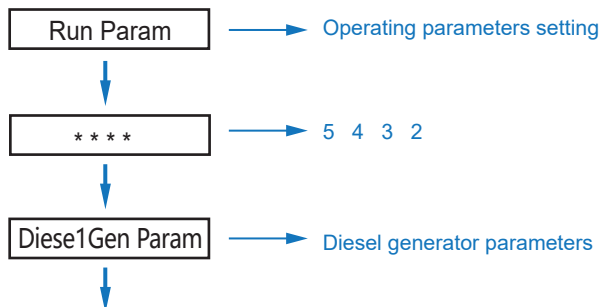 Run Param
Operating parameters setting
* * * *
5 4 3 2
Diese1Gen Param
Diesel generator parameters